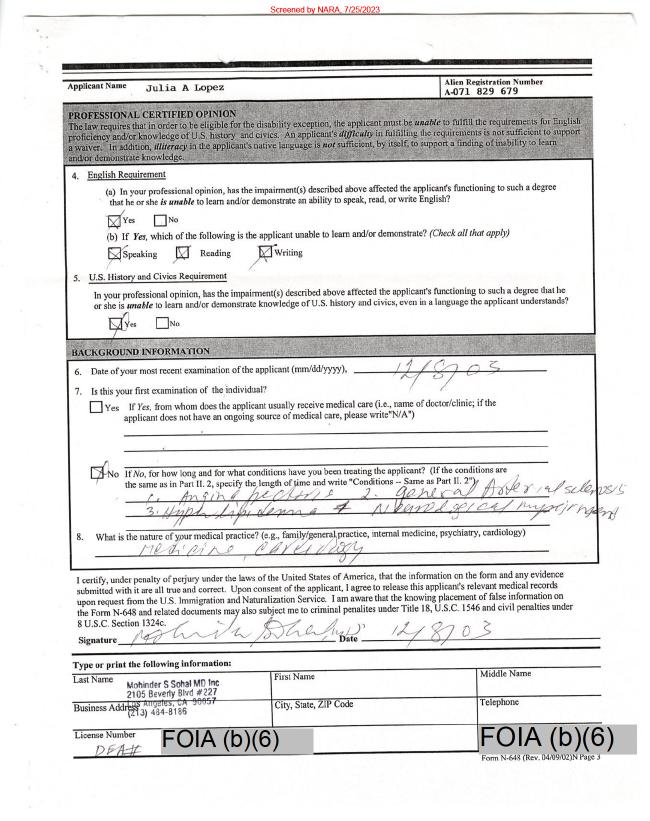 Screened by NARA, 7/25/2023
Applicant Name Julia A Lopez
Alien Registration Number
A-071 829 679
PROFESSIONAL CERTIFIED OPINION
The law requires that in order to be eligible for the disability exception, the applicant must be unable to fulfill the requirements for English
proficiency and/or knowledge of U.S. history and civics. An applicant's difficulty in fulfilling the requirements is not sufficient to support
a waiver. In addition, illiteracy in the applicant's native language is not sufficient, by itself, to support a finding of inability to learn
and/or demonstrate knowledge.
4. English Requirement
(a) In your professional opinion, has the impairment(s) described above affected the applicant's functioning to such a degree
that he or she is unable to learn and/or demonstrate an ability to speak, read, or write English?
Yes No
(b) If Yes, which of the following is the applicant unable to learn and/or demonstrate? (Check all that apply)
Speaking Reading Writing
5. U.S. History and Civics Requirement
In your professional opinion, has the impairment(s) described above affected the applicant's functioning to such a degree that he
or she is unable to learn and/or demonstrate knowledge of U.S. history and civics, even in a language the applicant understands?
Yes No
BACKGROUND INFORMATION
6. Date of your most recent examination of the applicant (mm/dd/yyyy), 12/8/03
7. Is this your first examination of the individual?
Yes If Yes, from whom does the applicant usually receive medical care (i.e., name of doctor/clinic; if the
applicant does not have an ongoing source of medical care, please write"N/A")
No If No, for how long and for what conditions have you been treating the applicant? (If the conditions are
the same as in Part II. 2, specify the length of time and write "Conditions -- Same as Part II. 2")
1. Angina pectoris 2. general
3. Neurological
8. What is the nature of your medical practice? (e.g., family/general practice, internal medicine, psychiatry, cardiology)
Medicine, Cardiology
I certify, under penalty of perjury under the laws of the United States of America, that the information on the form and any evidence
submitted with it are all true and correct. Upon consent of the applicant, I agree to release this applicant's relevant medical records
upon request from the U.S. Immigration and Naturalization Service. I am aware that the knowing placement of false information on
the Form N-648 and related documents may also subject me to criminal penalites under Title 18, U.S.C. 1546 and civil penalties under
8 U.S.C. Section 1324c.
Signature Date 12/8/03
Type or print the following information:
Last Name First Name Middle Name
Mohinder S Sohal MD Inc
2105 Beverly Blvd #227
Los Angeles, CA 90057
(213) 484-8186
Business Address City, State, ZIP Code Telephone
License Number
DEA#
FOIA (b)(6)
FOIA (b)(6)
Form N-648 (Rev. 04/09/02)N Page 3